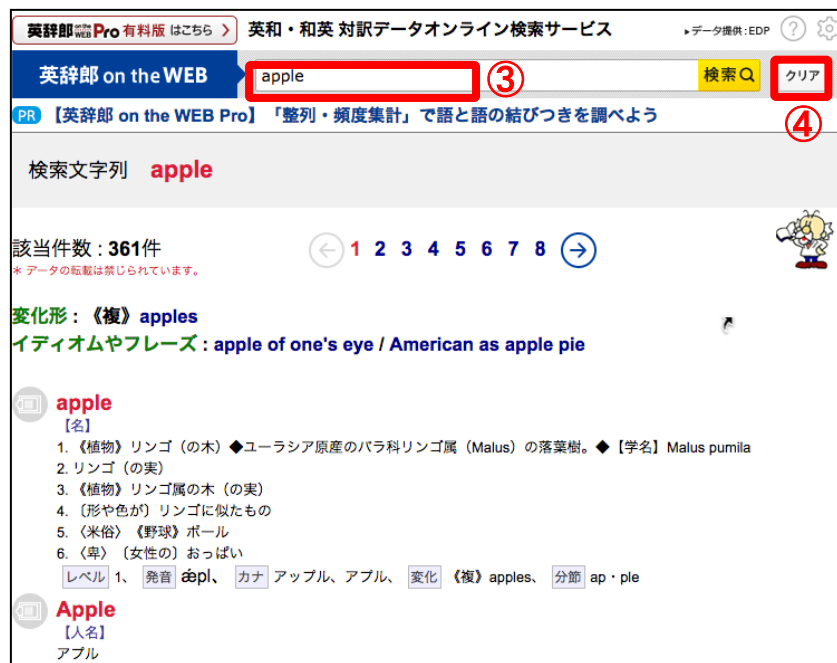 英辞郎 on the WEB Pro 有料版 はこちら 〉 英和・和英 対訳データオンライン検索サービス ▸データ提供:EDP ?
英辞郎 on the WEB apple ③ 検索 クリア
④
PR 【英辞郎 on the WEB Pro】「整列・頻度集計」で語と語の結びつきを調べよう
検索文字列 apple
該当件数 : 361件 ← 1 2 3 4 5 6 7 8 →
* データの転載は禁じられています。
変化形 : 《複》apples
イディオムやフレーズ : apple of one's eye / American as apple pie
apple
【名】
1. 《植物》リンゴ（の木）◆ユーラシア原産のバラ科リンゴ属（Malus）の落葉樹。◆【学名】Malus pumila
2. リンゴ（の実）
3. 《植物》リンゴ属の木（の実）
4. 〔形や色が〕リンゴに似たもの
5. 〈米俗〉《野球》ボール
6. 〈卑〉〔女性の〕おっぱい
レベル 1、 発音 ǽpl、 カナ アップル、アプル、 変化 《複》apples、 分節 ap・ple
Apple
【人名】
アプル